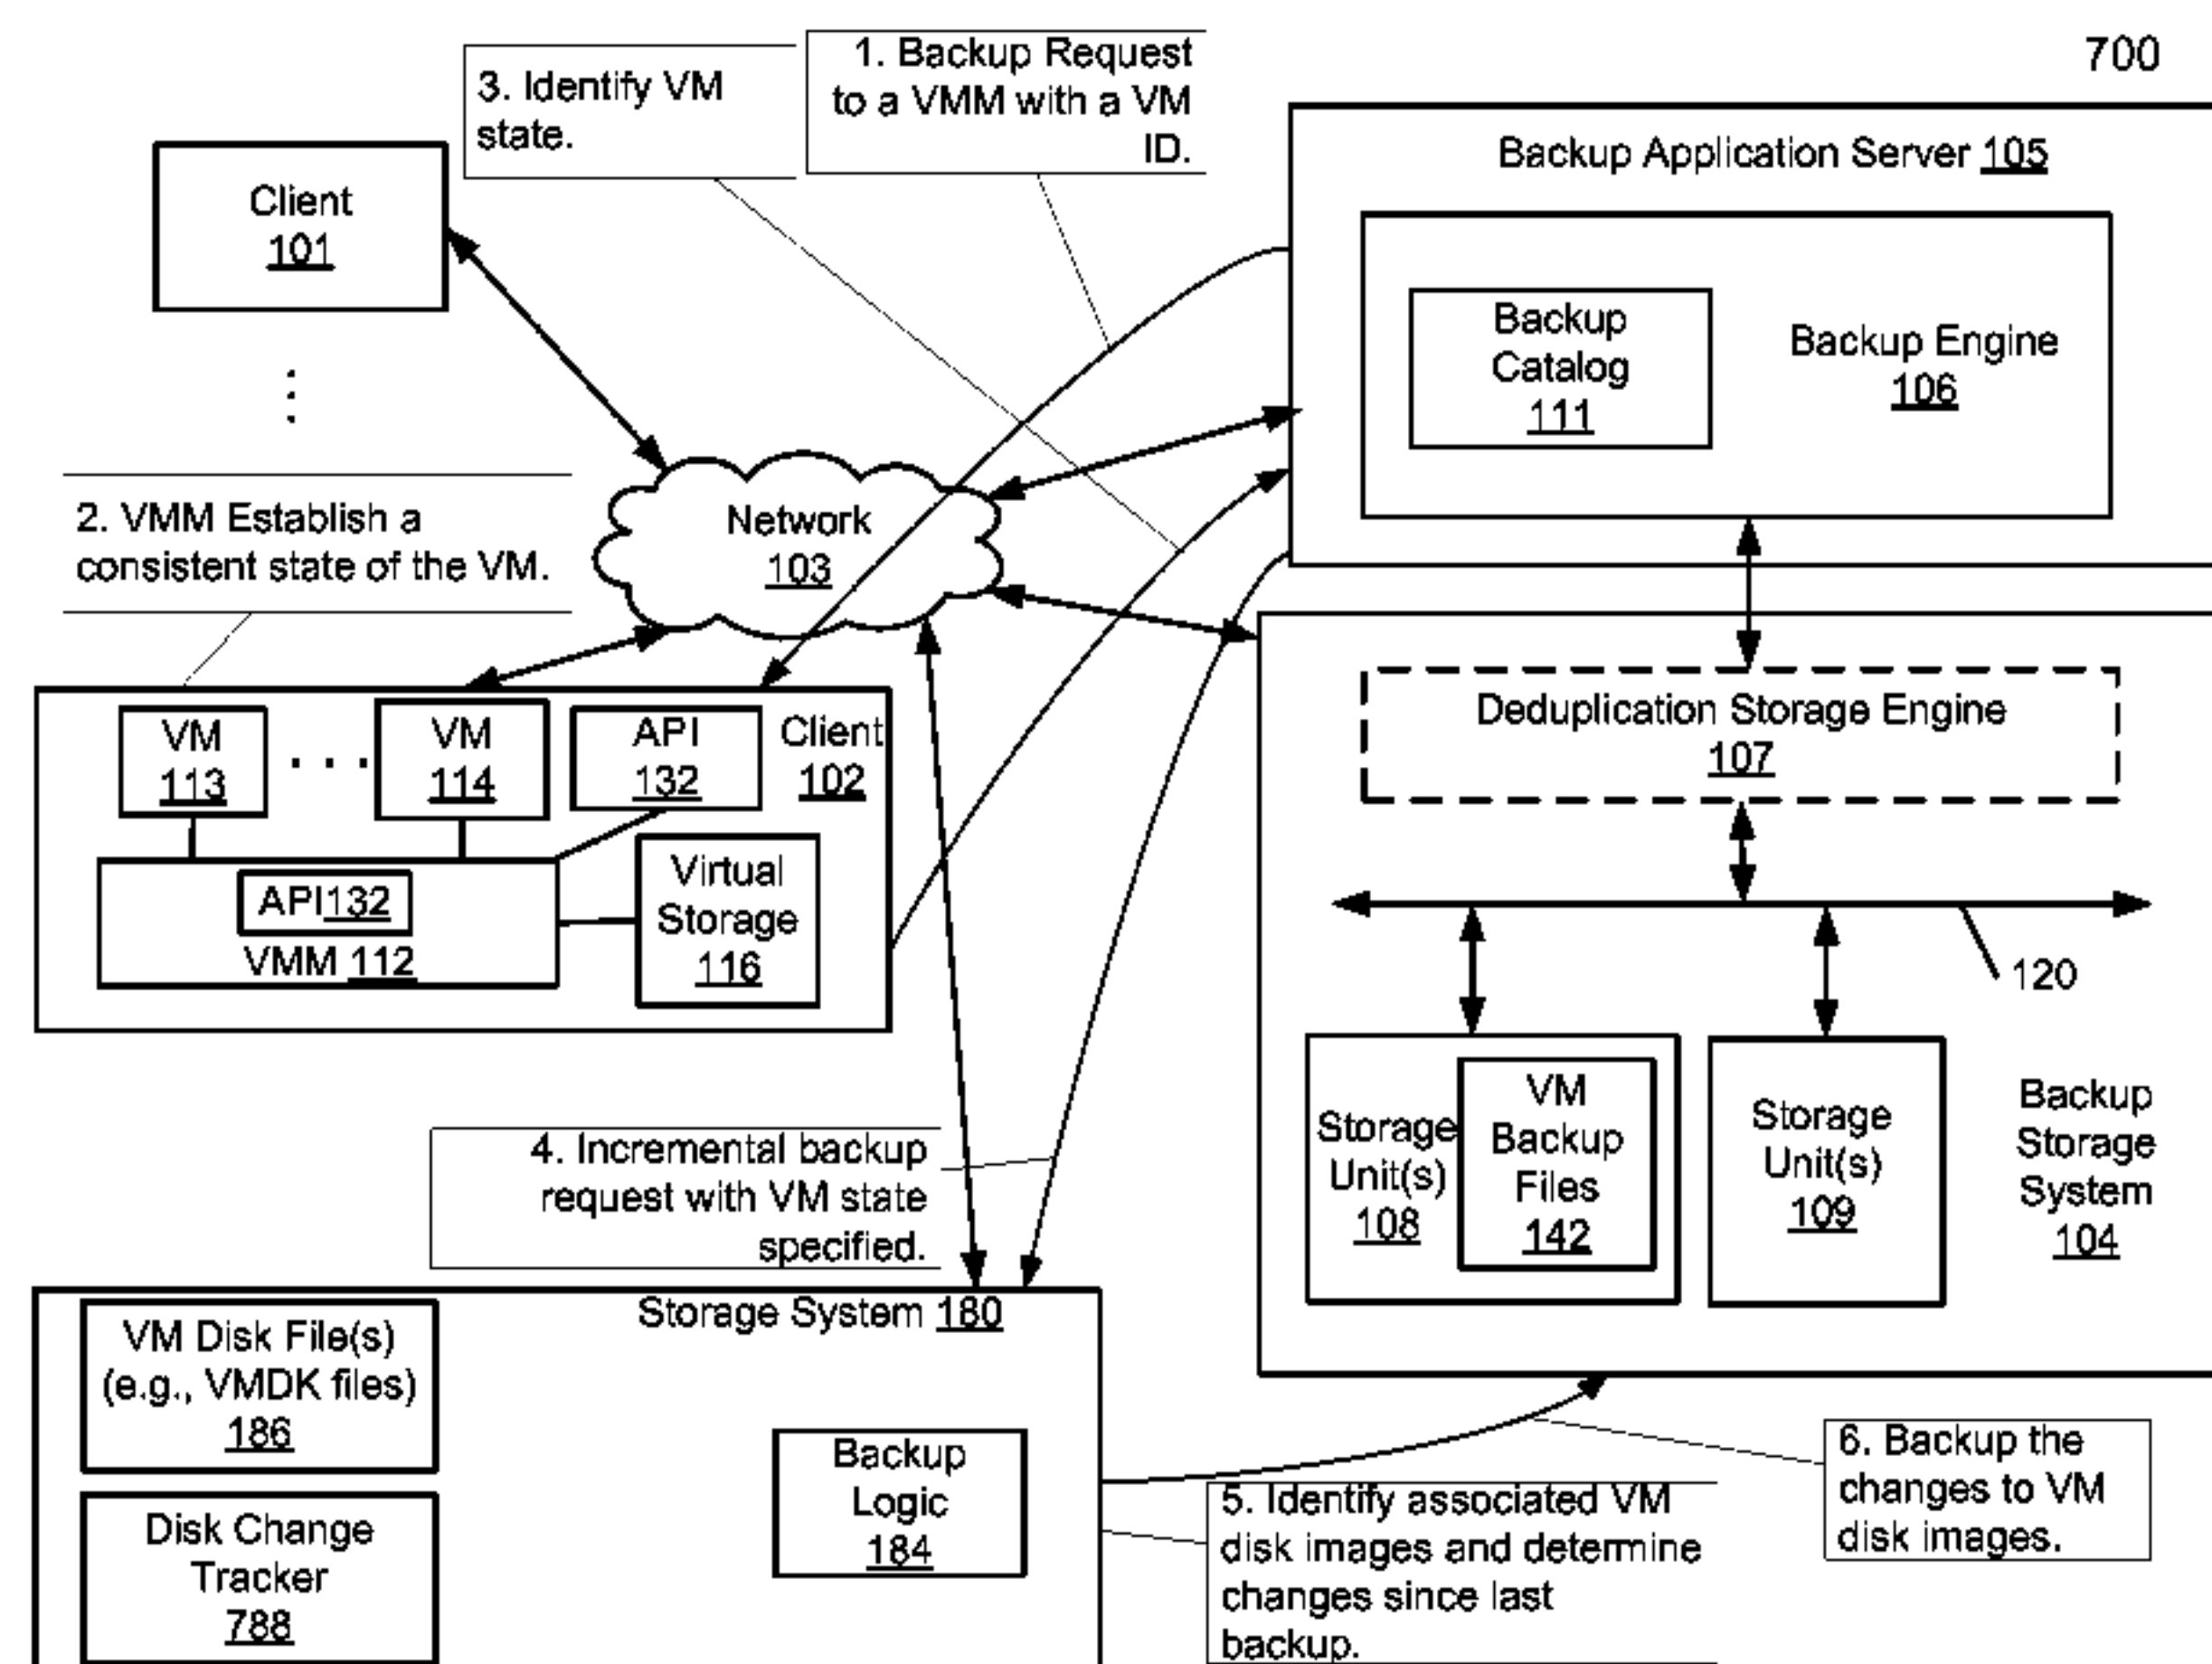 700
3. Identify VM
state.
1. Backup Request
to a VMM with a VM
ID.
Client
101
Backup Application Server 105
Backup
Catalog
111
Backup Engine
106
2. VMM Establish a
consistent state of the VM.
Network
103
VM
113
. . .
VM
114
API
132
Client
102
API132
VMM 112
Virtual
Storage
116
Deduplication Storage Engine
107
120
Storage
Unit(s)
108
VM
Backup
Files
142
Storage
Unit(s)
109
Backup
Storage
System
104
4. Incremental backup
request with VM state
specified.
Storage System 180
VM Disk File(s)
(e.g., VMDK files)
186
Disk Change
Tracker
788
Backup
Logic
184
5. Identify associated VM
disk images and determine
changes since last
backup.
6. Backup the
changes to VM
disk images.